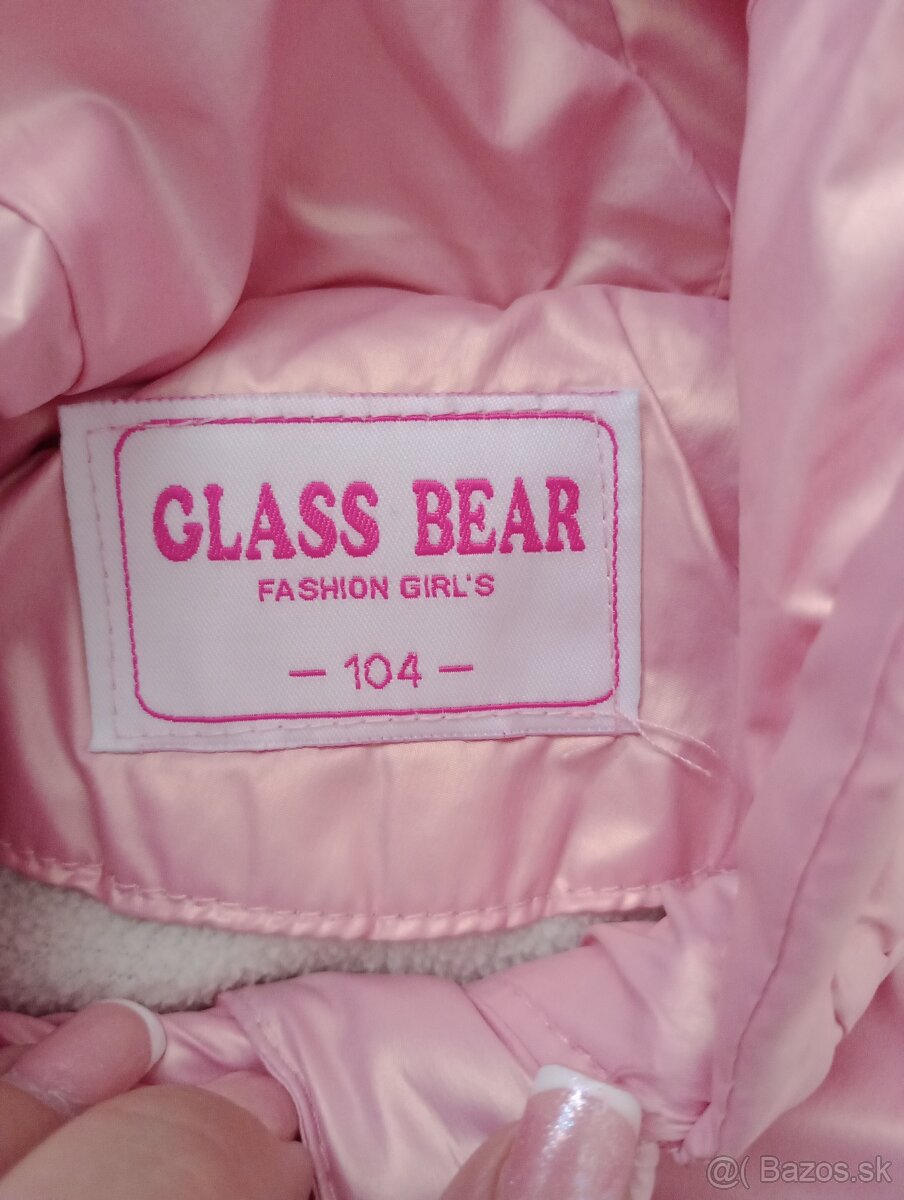 GLASS BEAR
FASHION GIRL'S
- 104 -
@( Bazos.sk